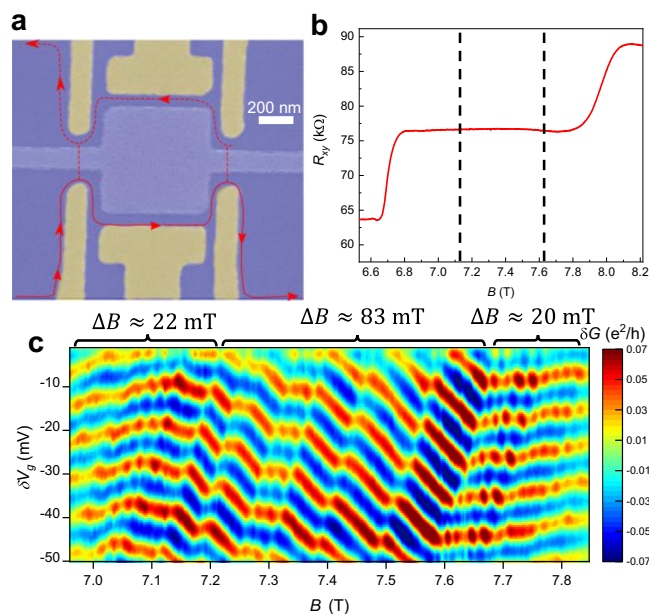 a
200 nm
b
R_xy (kΩ)
90
85
80
75
70
65
60
6.6 6.8 7.0 7.2 7.4 7.6 7.8 8.0 8.2
B (T)
ΔB ≈ 22 mT ΔB ≈ 83 mT ΔB ≈ 20 mT
c
δG (e²/h)
δV_g (mV)
-10
-20
-30
-40
-50
7.0 7.1 7.2 7.3 7.4 7.5 7.6 7.7 7.8
B (T)
0.07
0.05
0.03
0.01
-0.01
-0.03
-0.05
-0.07